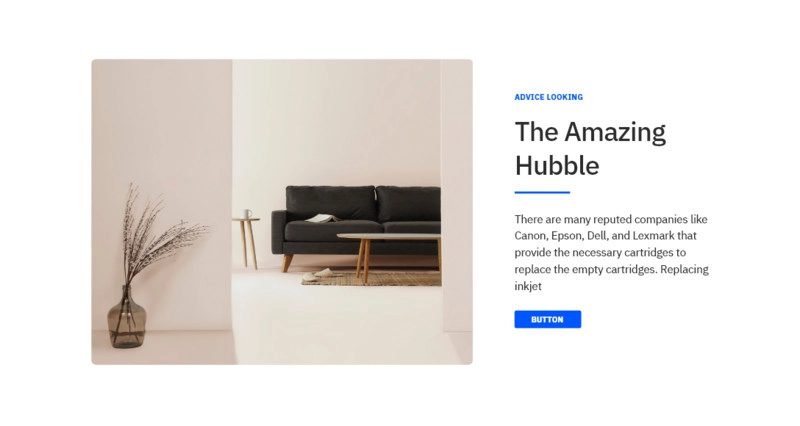 ADVICE LOOKING
The Amazing
Hubble
There are many reputed companies like
Canon, Epson, Dell, and Lexmark that
provide the necessary cartridges to
replace the empty cartridges. Replacing
inkjet
BUTTON